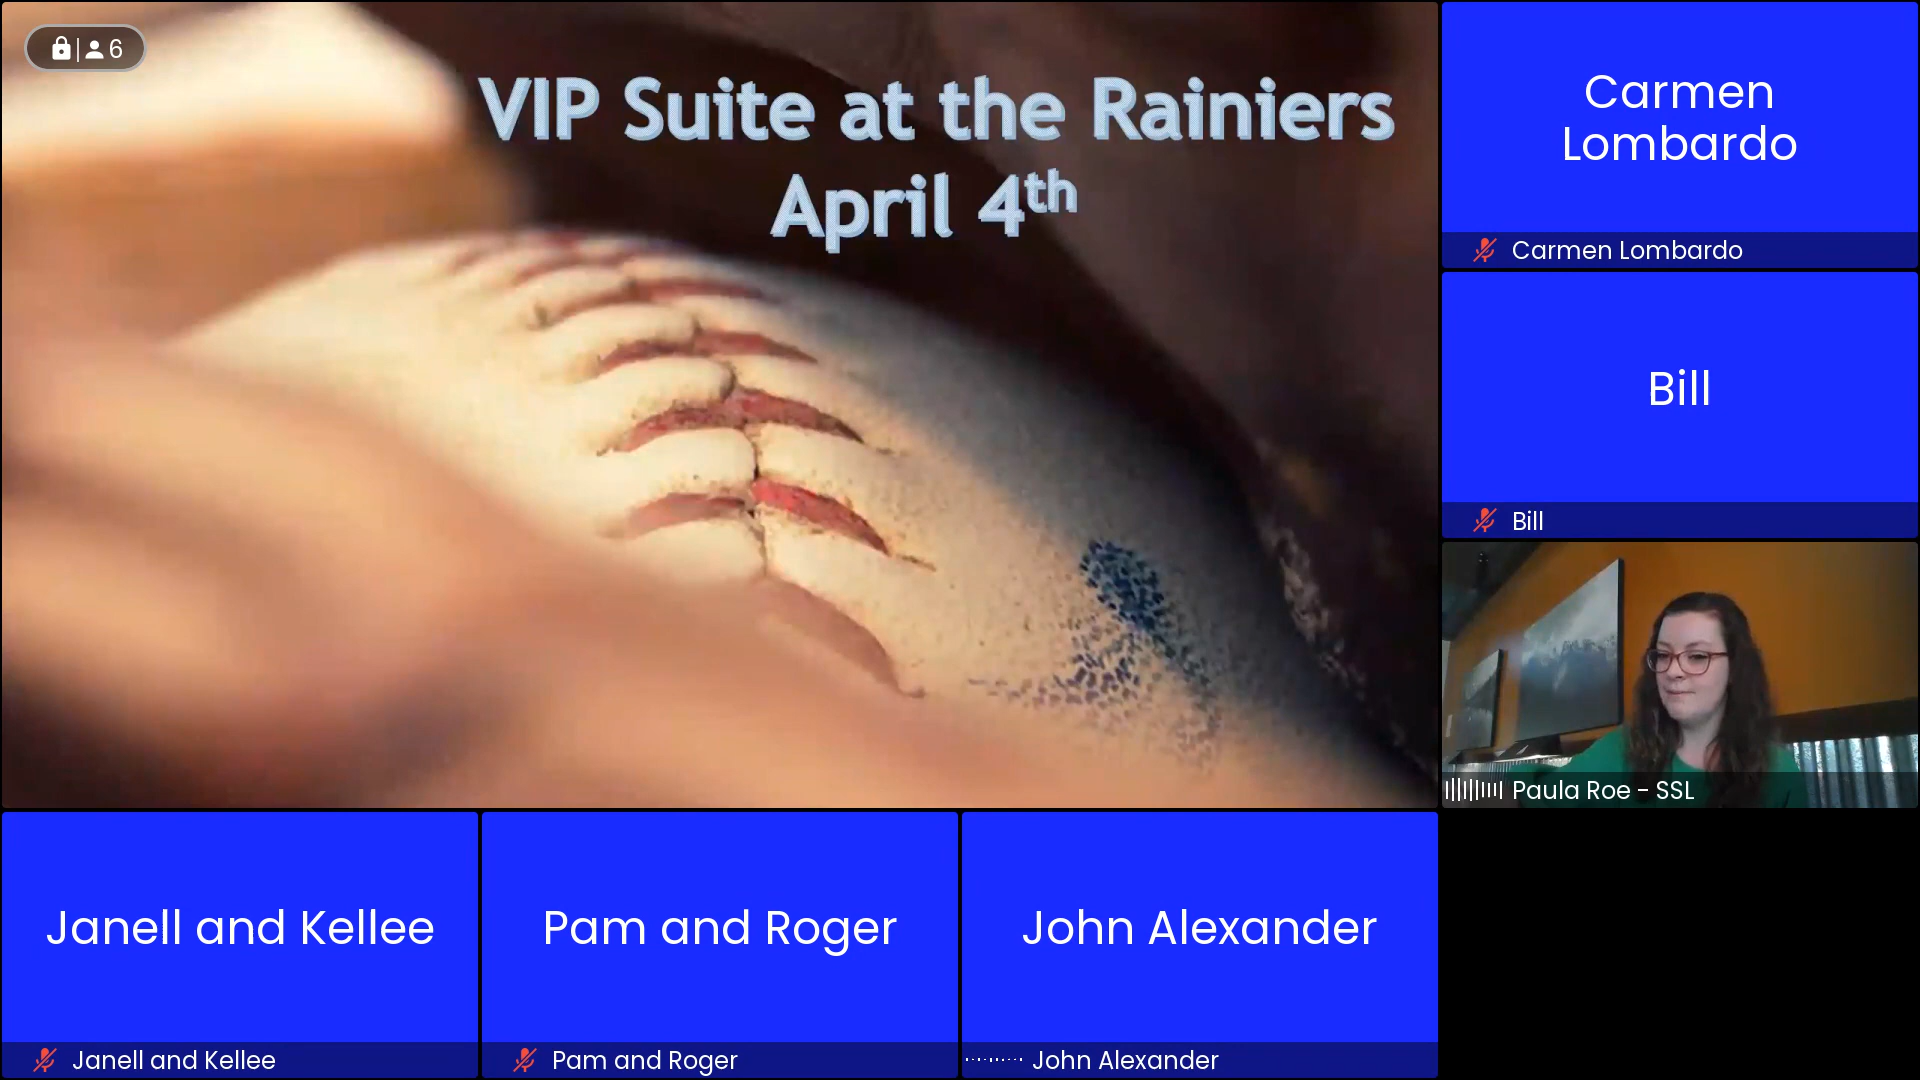 6
VIP Suite at the Rainiers
April 4th
Carmen
Lombardo
Carmen Lombardo
Bill
Bill
Paula Roe - SSL
Janell and Kellee
Janell and Kellee
Pam and Roger
Pam and Roger
John Alexander
John Alexander